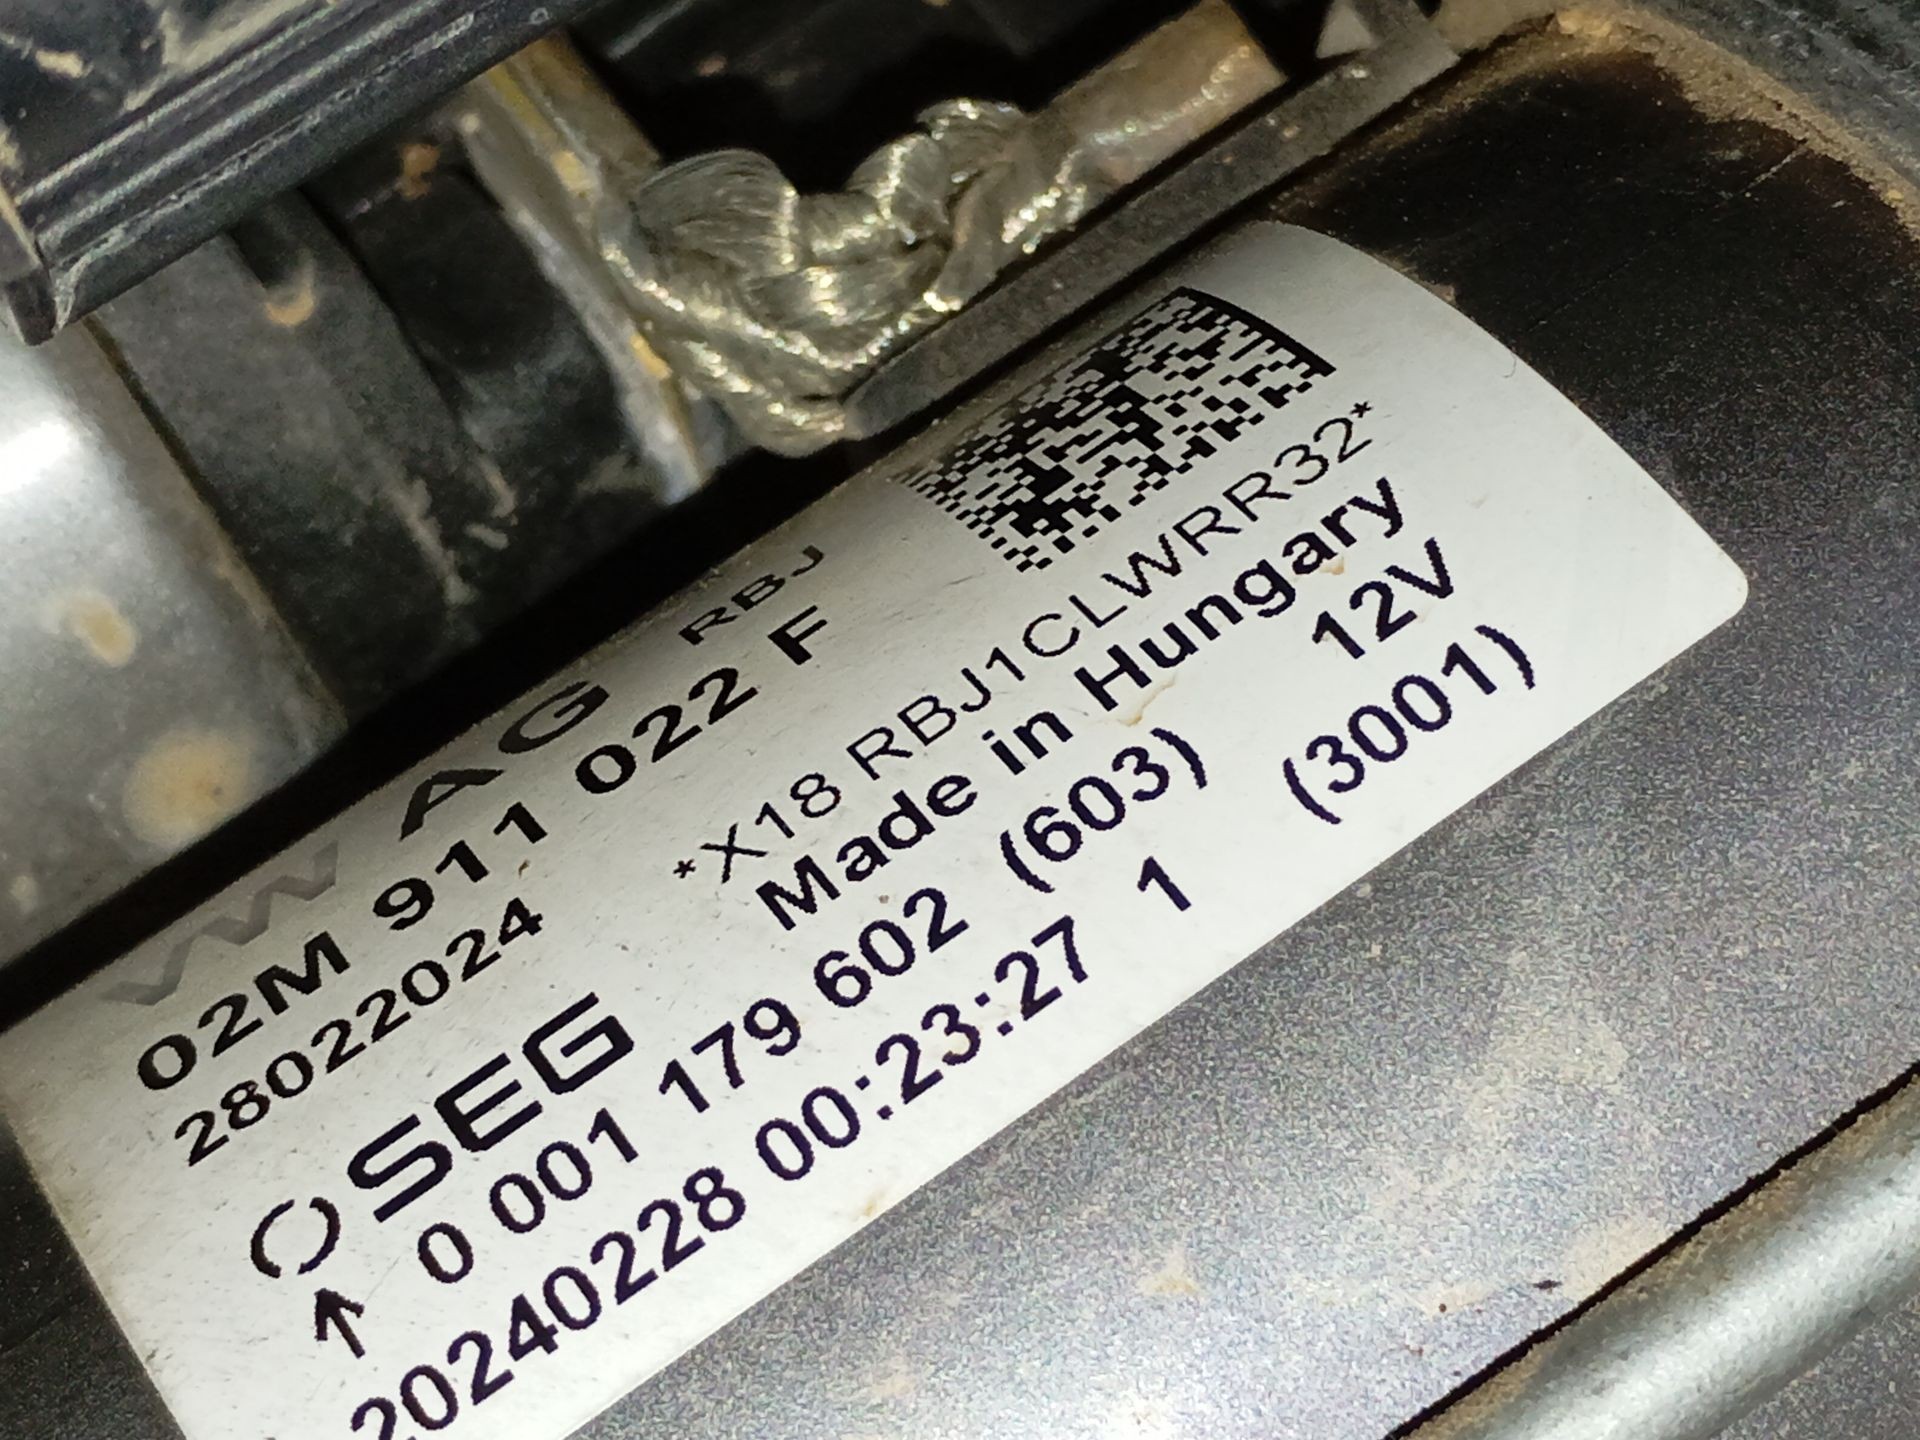 VW AG RBJ
02M 911 022 F
28022024
*X18 RBJ1CLWRR32*
Made in Hungary
SEG
0 001 179 602 (603) 12V
20240228 00:23:27 1 (3001)